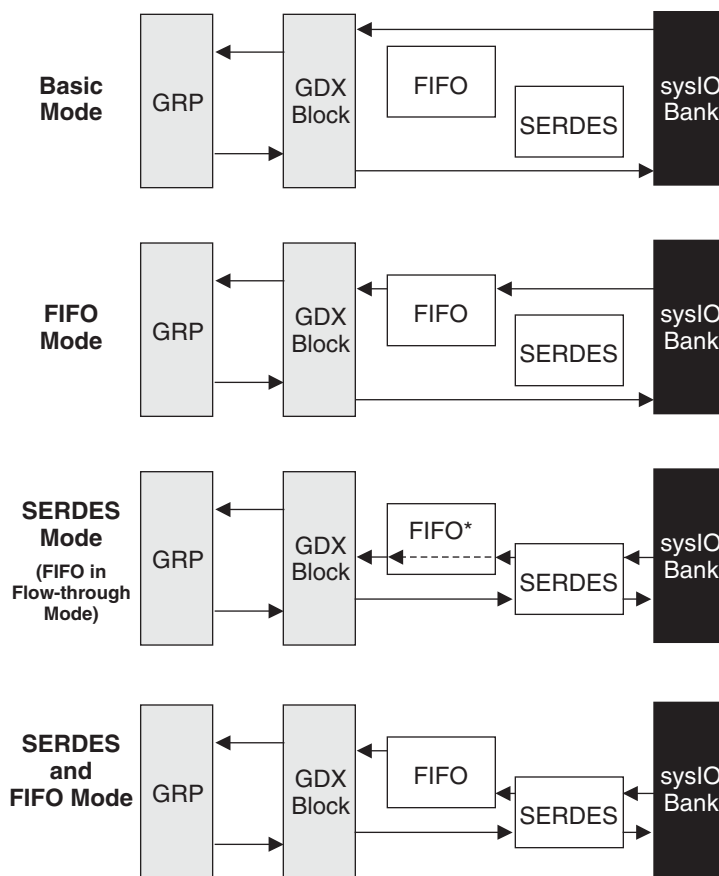 Basic
Mode
GRP
GDX
Block
FIFO
SERDES
sysIO
Bank
FIFO
Mode
GRP
GDX
Block
FIFO
SERDES
sysIO
Bank
SERDES
Mode
(FIFO in
Flow-through
Mode)
GRP
GDX
Block
FIFO*
SERDES
sysIO
Bank
SERDES
and
FIFO Mode
GRP
GDX
Block
FIFO
SERDES
sysIO
Bank